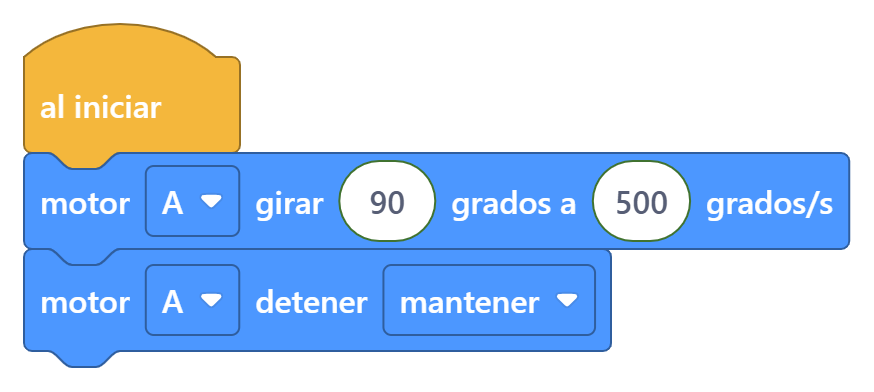 al iniciar
motor A girar 90 grados a 500 grados/s
motor A detener mantener